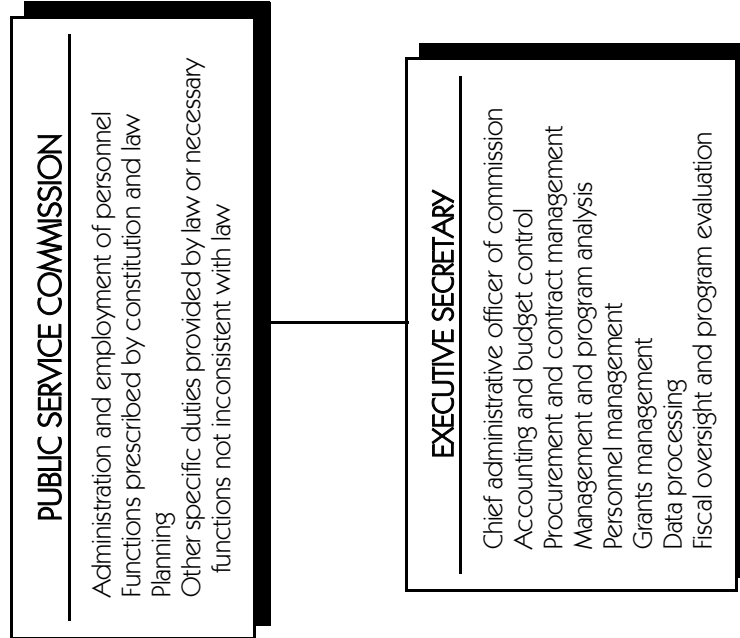 PUBLIC SERVICE COMMISSION
Administration and employment of personnel
Functions prescribed by constitution and law
Planning
Other specific duties provided by law or necessary
functions not inconsistent with law
EXECUTIVE SECRETARY
Chief administrative officer of commission
Accounting and budget control
Procurement and contract management
Management and program analysis
Personnel management
Grants management
Data processing
Fiscal oversight and program evaluation